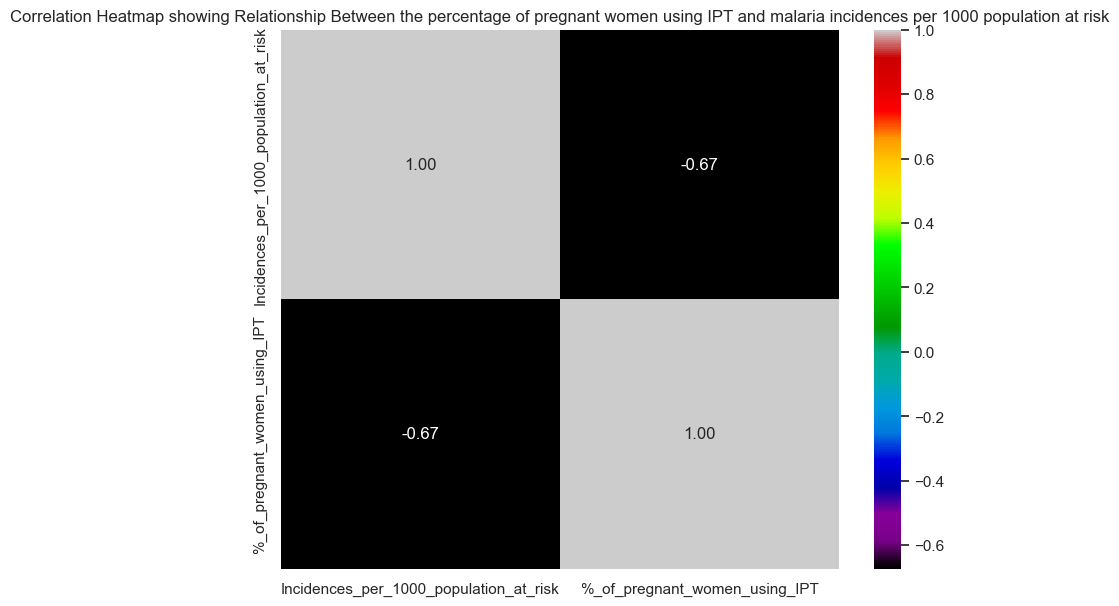 Correlation Heatmap showing Relationship Between the percentage of pregnant women using IPT and malaria incidences per 1000 population at risk
Incidences_per_1000_population_at_risk
%_of_pregnant_women_using_IPT
1.00
-0.67
-0.67
1.00
Incidences_per_1000_population_at_risk
%_of_pregnant_women_using_IPT
1.0
0.8
0.6
0.4
0.2
0.0
−0.2
−0.4
−0.6